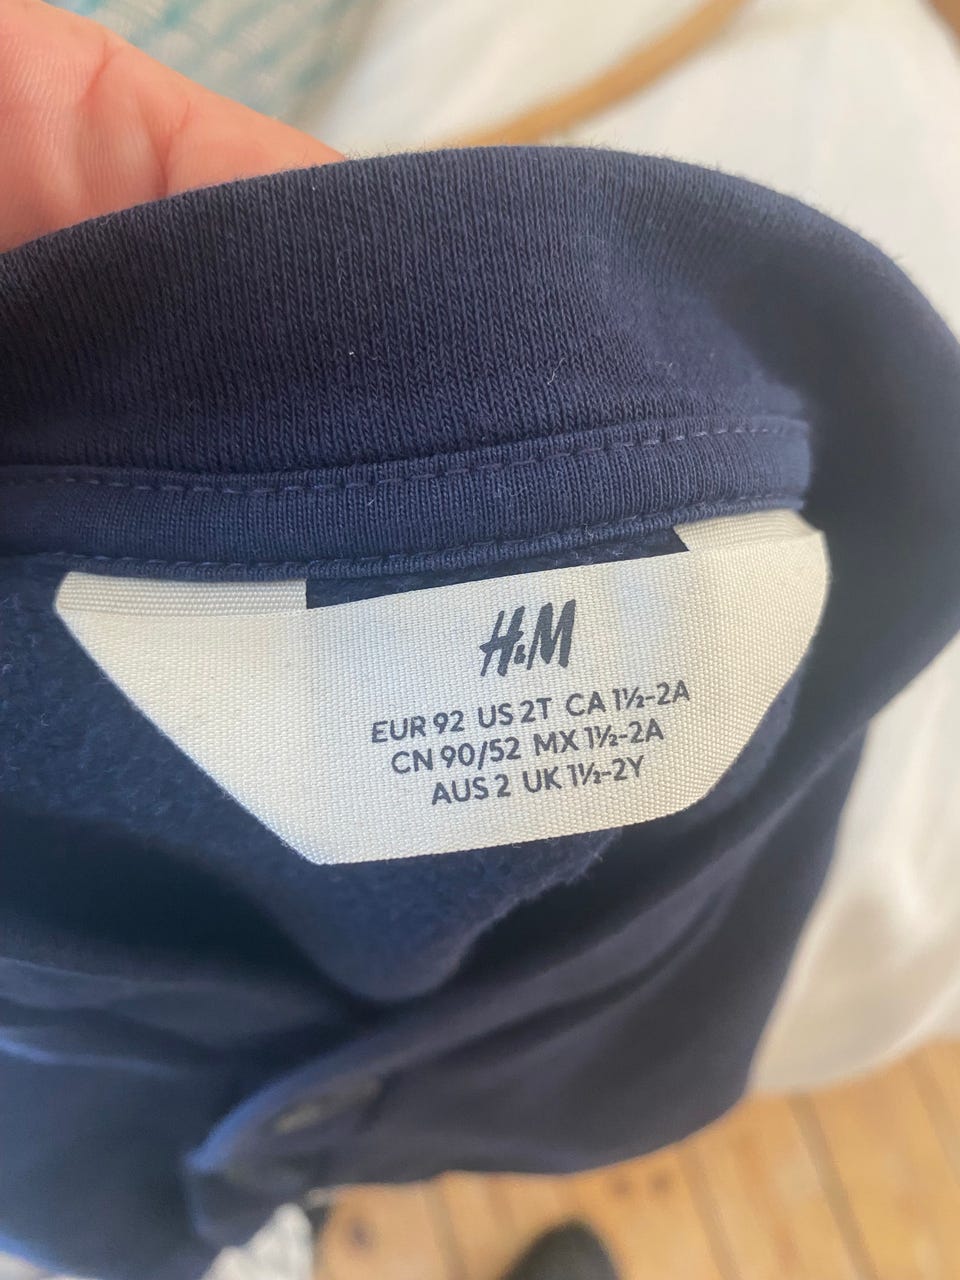 H&M
EUR 92 US 2T CA 1½-2A
CN 90/52 MX 1½-2A
AUS 2 UK 1½-2Y